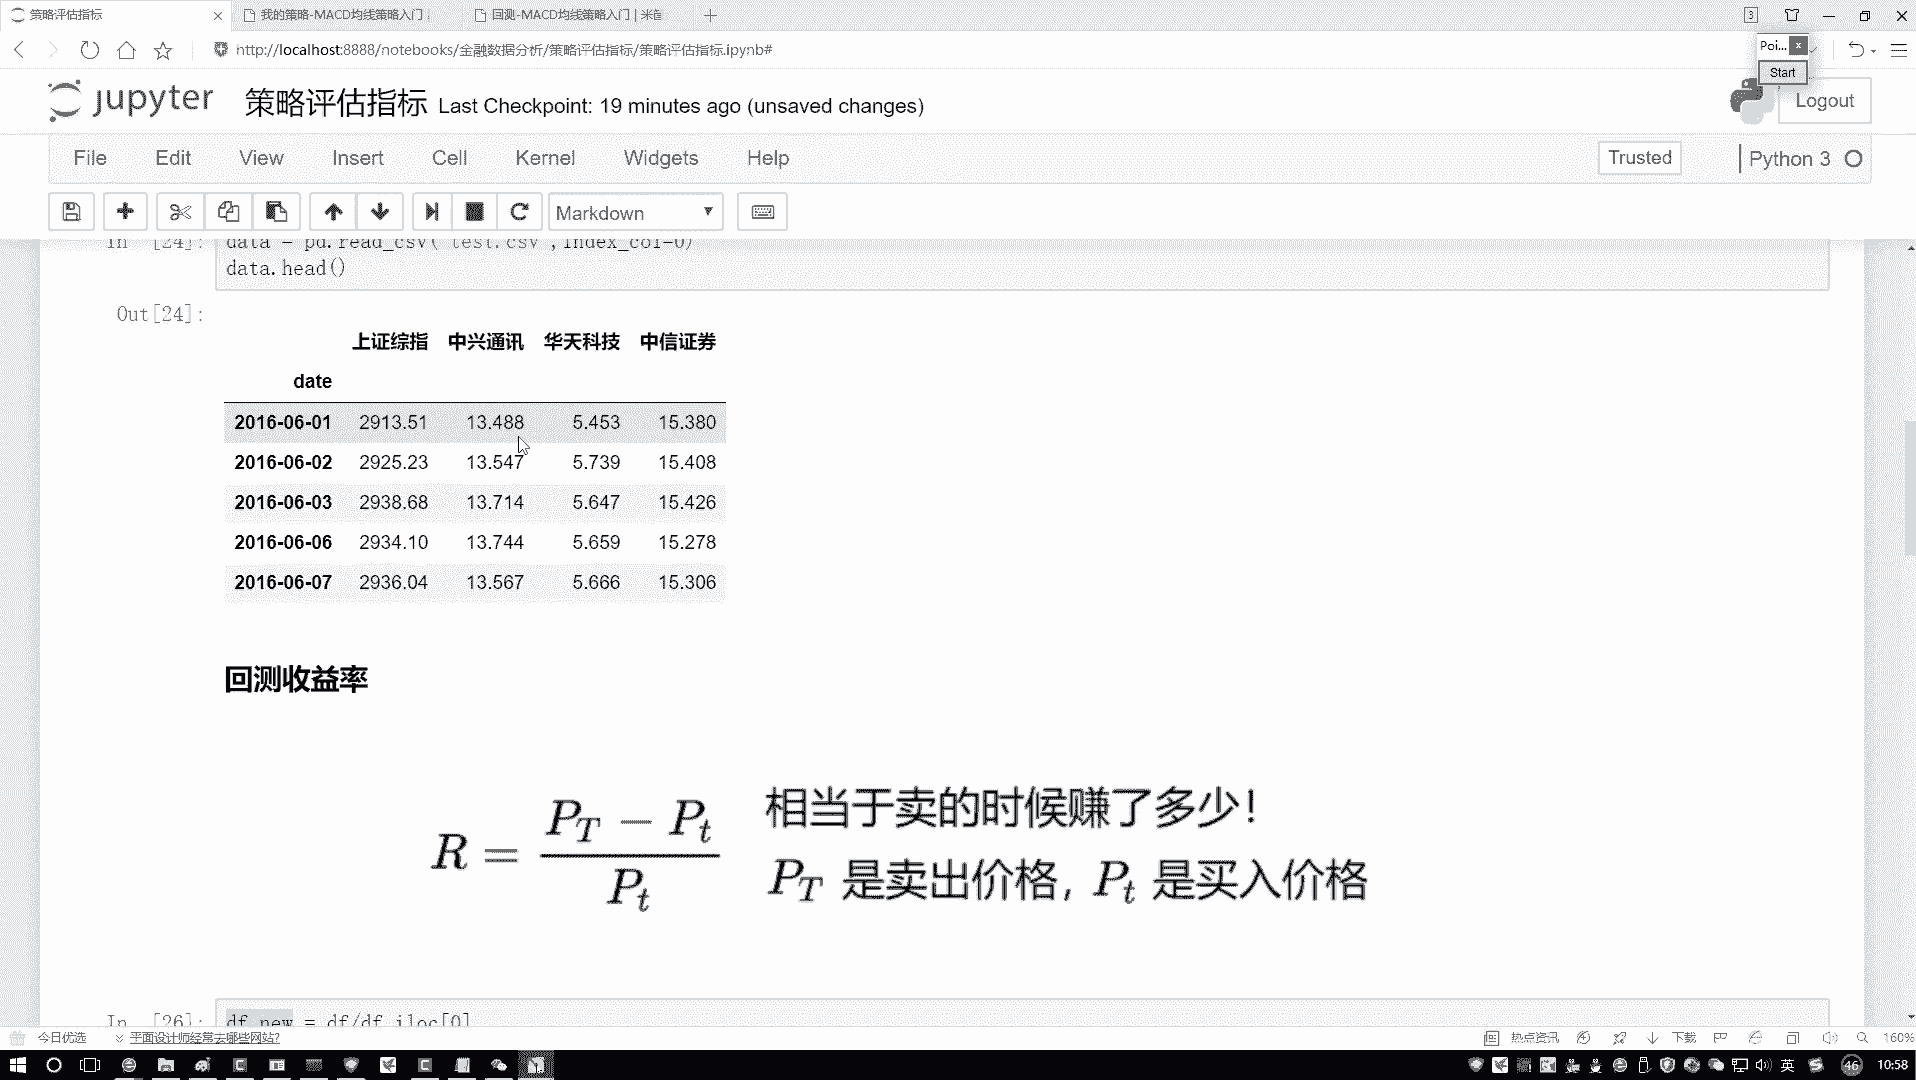 策略评估指标
我的策略-MACD均线策略入门
回测-MACD均线策略入门 | 米
3
http://localhost:8888/notebooks/金融数据分析/策略评估指标/策略评估指标.ipynb#
Poi... x
Start
jupyter 策略评估指标 Last Checkpoint: 19 minutes ago (unsaved changes)
Logout
File Edit View Insert Cell Kernel Widgets Help
Trusted
Python 3
Markdown
In [24]: data = pd.read_csv('test.csv',index_col=0)
data.head()
Out[24]:
上证综指 中兴通讯 华天科技 中信证券
date
2016-06-01 2913.51 13.488 5.453 15.380
2016-06-02 2925.23 13.547 5.739 15.408
2016-06-03 2938.68 13.714 5.647 15.426
2016-06-06 2934.10 13.744 5.659 15.278
2016-06-07 2936.04 13.567 5.666 15.306
回测收益率
R = (P_T − P_t) / P_t
相当于卖的时候赚了多少！
P_T 是卖出价格，P_t 是买入价格
In [26]: df_new = df/df.iloc[0]
今日优选 平面设计师经常去哪些网站?
热点资讯 下载 160%
英 46 10:58